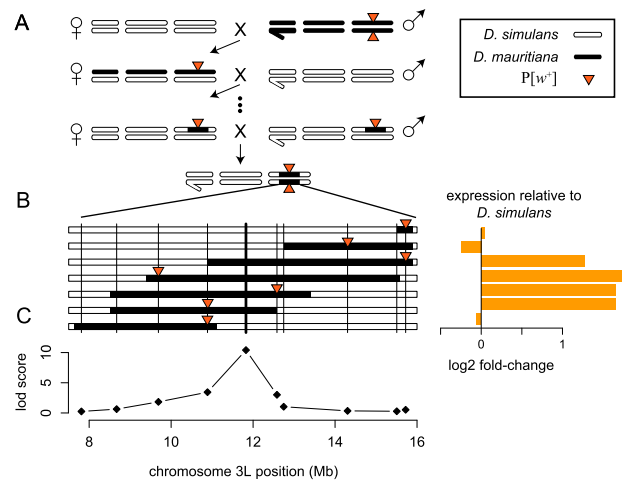 A
♀ X ♂
D. simulans
D. mauritiana
P[w+]
♀ X ♂
♀ X ♂
B
expression relative to
D. simulans
C
-1 0 1
log2 fold-change
lod score
0 5 10
8 10 12 14 16
chromosome 3L position (Mb)